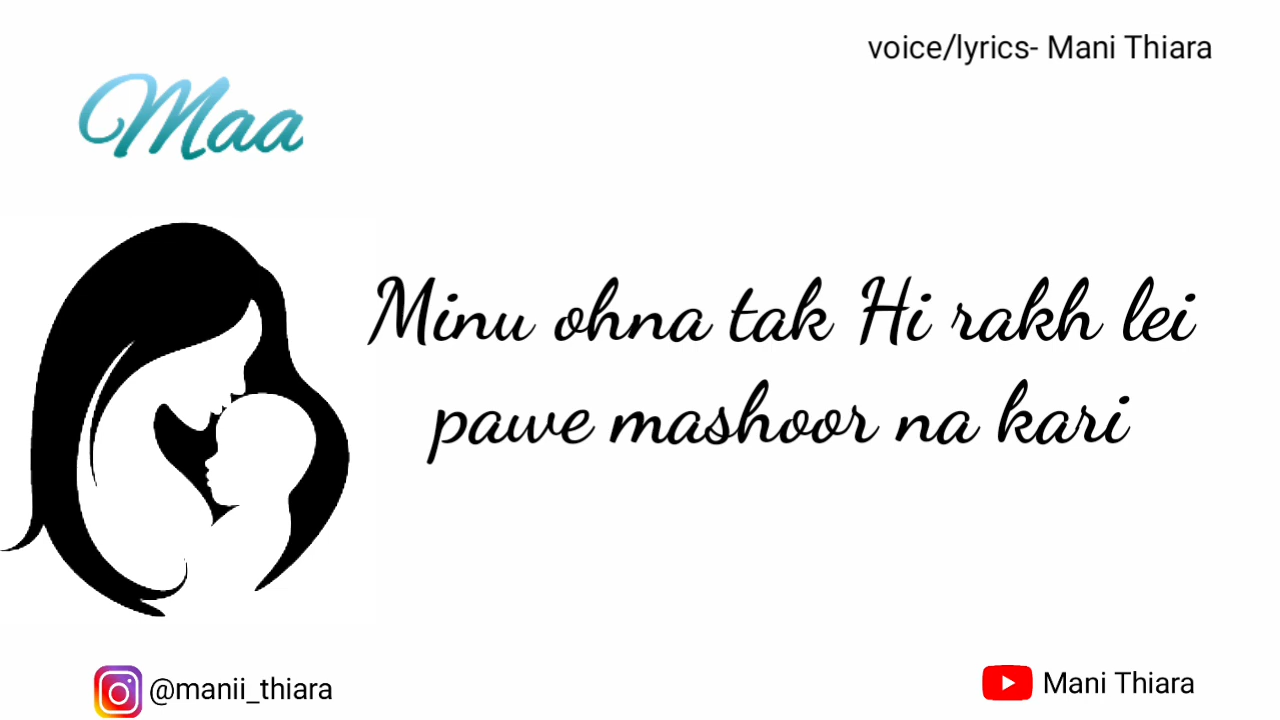 voice/lyrics- Mani Thiara
Maa
Minu ohna tak Hi rakh lei
pawe mashoor na kari
@manii_thiara
Mani Thiara